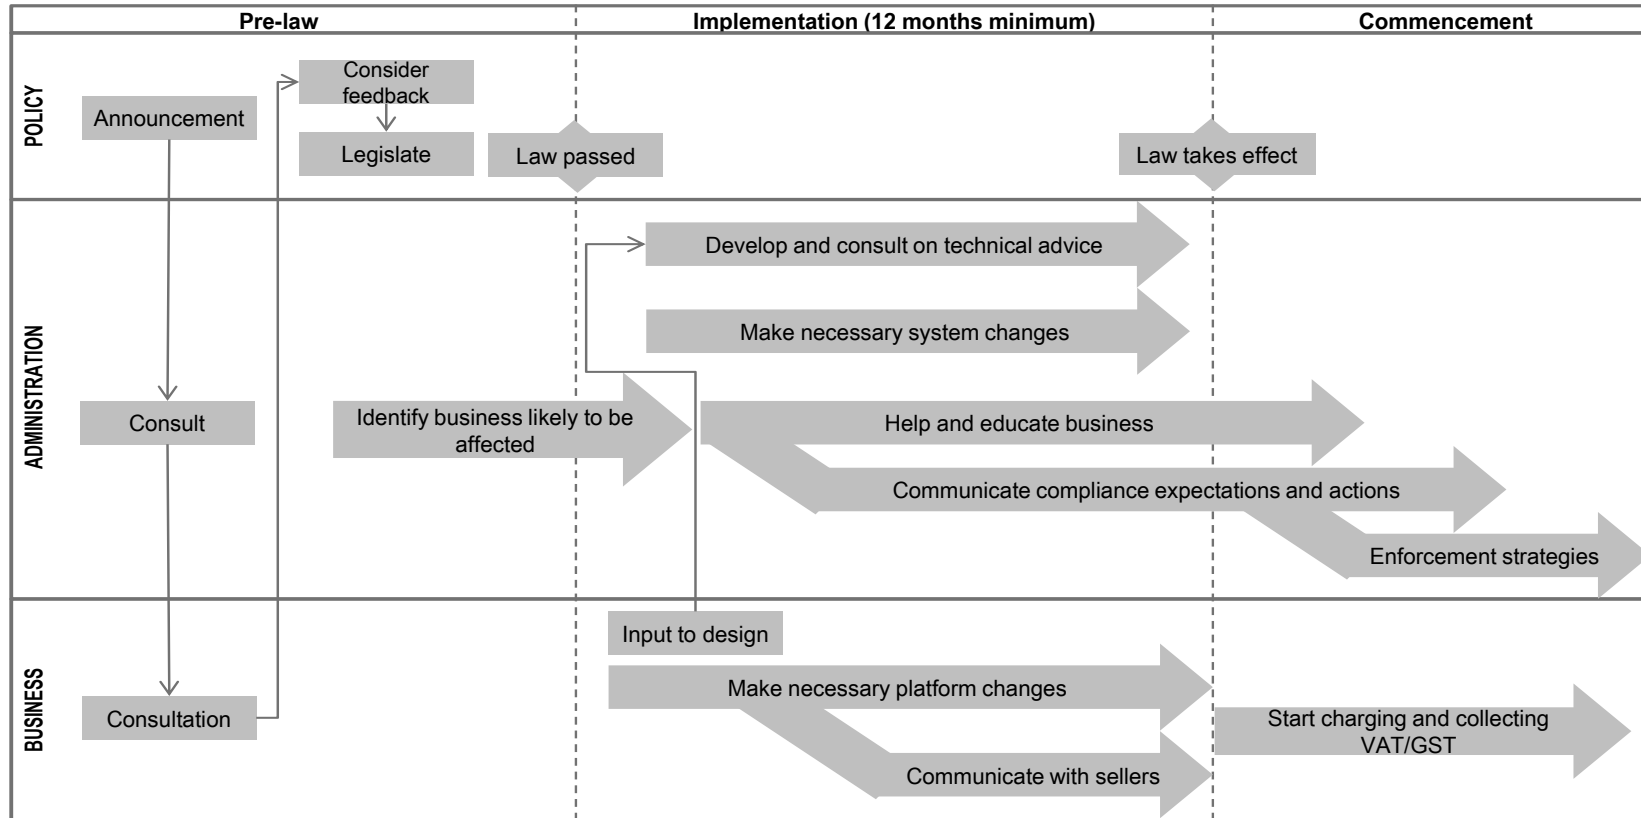 Pre-law
Implementation (12 months minimum)
Commencement
POLICY
Announcement
Consider
feedback
Legislate
Law passed
Law takes effect
ADMINISTRATION
Develop and consult on technical advice
Make necessary system changes
Consult
Identify business likely to be
affected
Help and educate business
Communicate compliance expectations and actions
Enforcement strategies
BUSINESS
Input to design
Make necessary platform changes
Consultation
Start charging and collecting
VAT/GST
Communicate with sellers